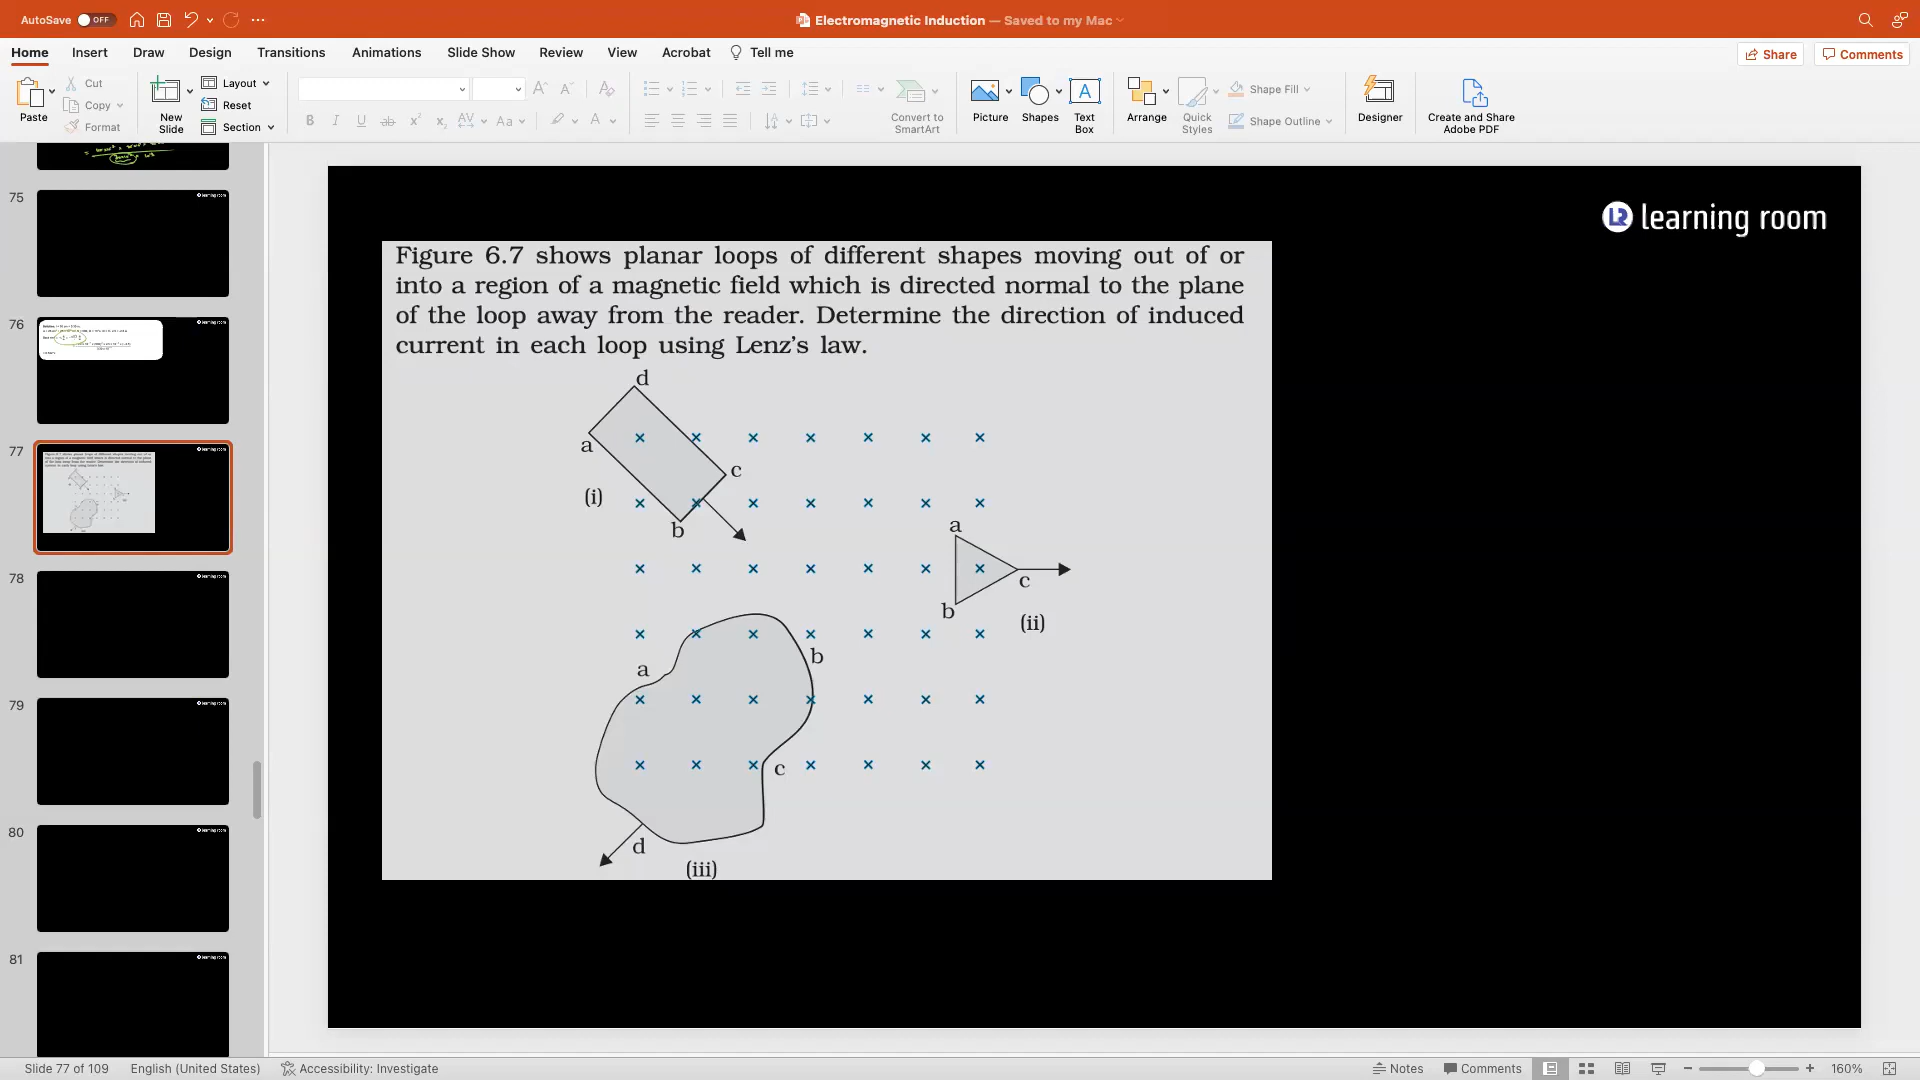 AutoSave OFF
Electromagnetic Induction — Saved to my Mac
Home Insert Draw Design Transitions Animations Slide Show Review View Acrobat Tell me
Share Comments
Paste
Cut
Copy
Format
New Slide
Layout
Reset
Section
Convert to SmartArt
Picture
Shapes
Text Box
Arrange
Quick Styles
Shape Fill
Shape Outline
Designer
Create and Share Adobe PDF
75
76
77
78
79
80
81
learning room
Figure 6.7 shows planar loops of different shapes moving out of or
into a region of a magnetic field which is directed normal to the plane
of the loop away from the reader. Determine the direction of induced
current in each loop using Lenz's law.
d
a
c
(i)
b
a
c
b
(ii)
a
b
c
d
(iii)
Slide 77 of 109 English (United States) Accessibility: Investigate
Notes Comments 160%